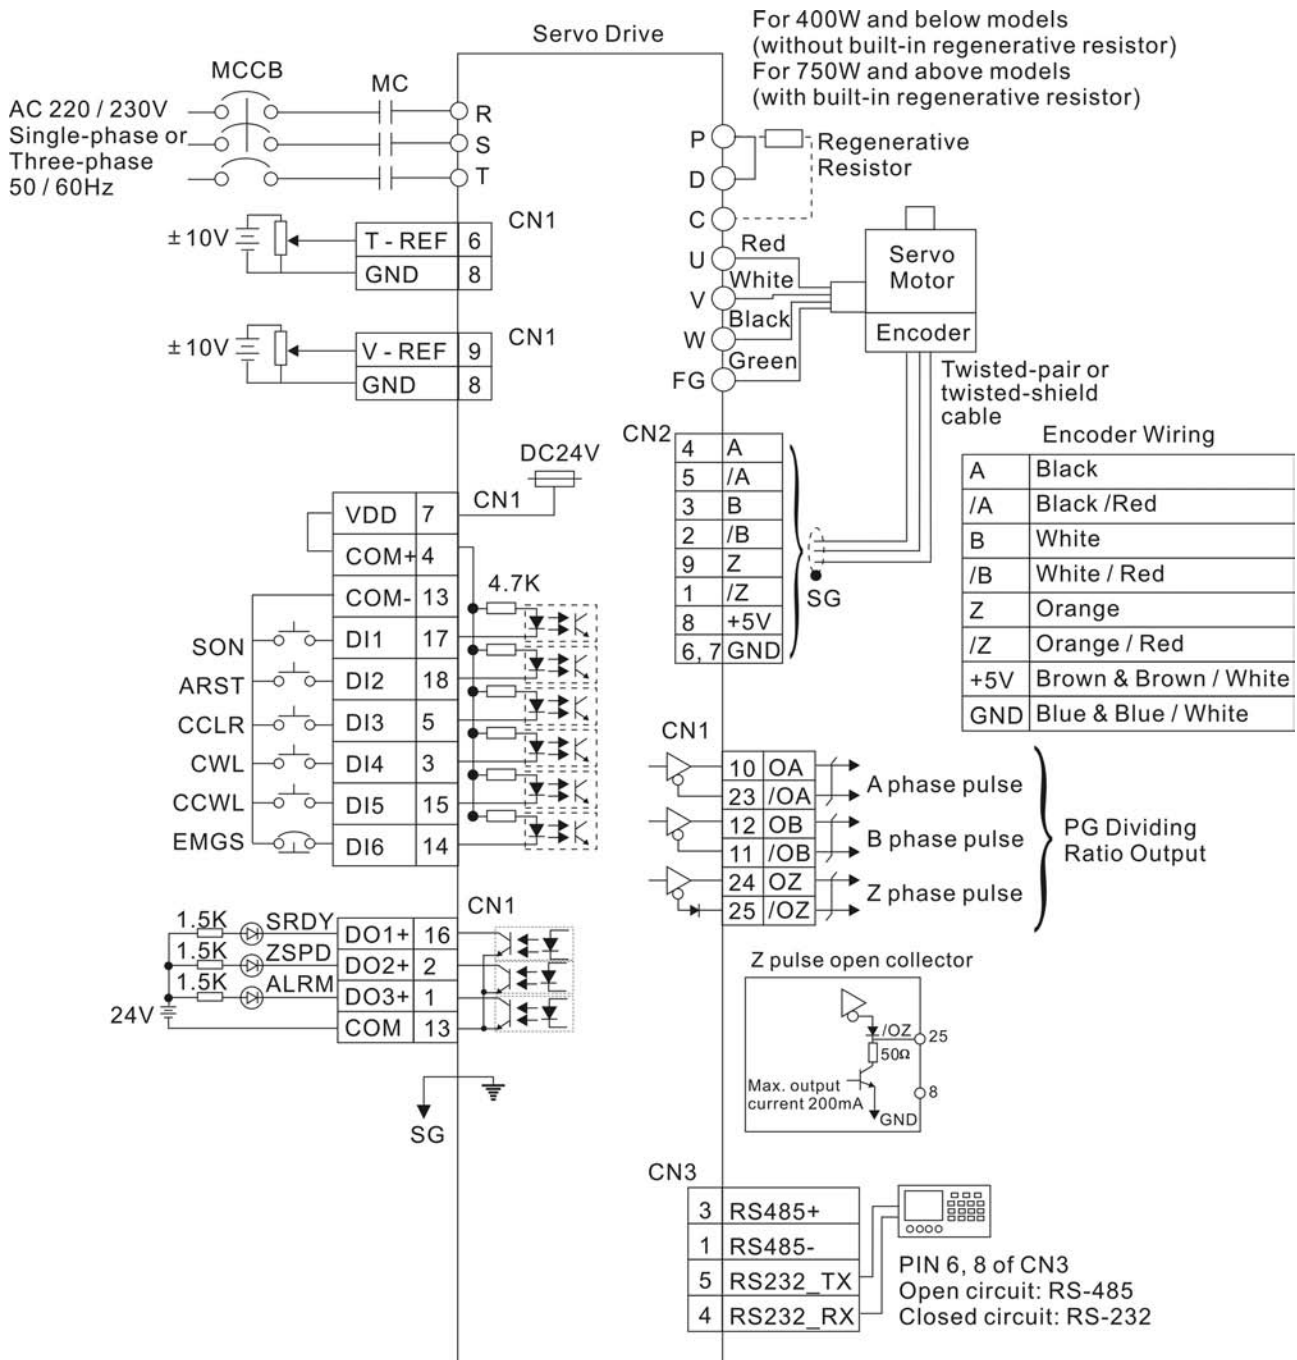 Servo Drive
For 400W and below models
(without built-in regenerative resistor)
For 750W and above models
(with built-in regenerative resistor)
MCCB
MC
AC 220 / 230V
Single-phase or
Three-phase
50 / 60Hz
R
S
T
P
D
C
Regenerative
Resistor
U
V
W
FG
Red
White
Black
Green
Servo
Motor
Encoder
Twisted-pair or
twisted-shield
cable
±10V
T - REF 6
GND 8
CN1
±10V
V - REF 9
GND 8
CN1
DC24V
CN1
VDD 7
COM+ 4
COM- 13
4.7K
SON DI1 17
ARST DI2 18
CCLR DI3 5
CWL DI4 3
CCWL DI5 15
EMGS DI6 14
CN2
4 A
5 /A
3 B
2 /B
9 Z
1 /Z
8 +5V
6, 7 GND
SG
Encoder Wiring
A Black
/A Black /Red
B White
/B White / Red
Z Orange
/Z Orange / Red
+5V Brown & Brown / White
GND Blue & Blue / White
CN1
10 OA
23 /OA
A phase pulse
12 OB
11 /OB
B phase pulse
24 OZ
25 /OZ
Z phase pulse
PG Dividing
Ratio Output
CN1
1.5K SRDY DO1+ 16
1.5K ZSPD DO2+ 2
1.5K ALRM DO3+ 1
24V COM 13
SG
Z pulse open collector
/OZ 25
50Ω
Max. output
current 200mA
8
GND
CN3
3 RS485+
1 RS485-
5 RS232_TX
4 RS232_RX
PIN 6, 8 of CN3
Open circuit: RS-485
Closed circuit: RS-232